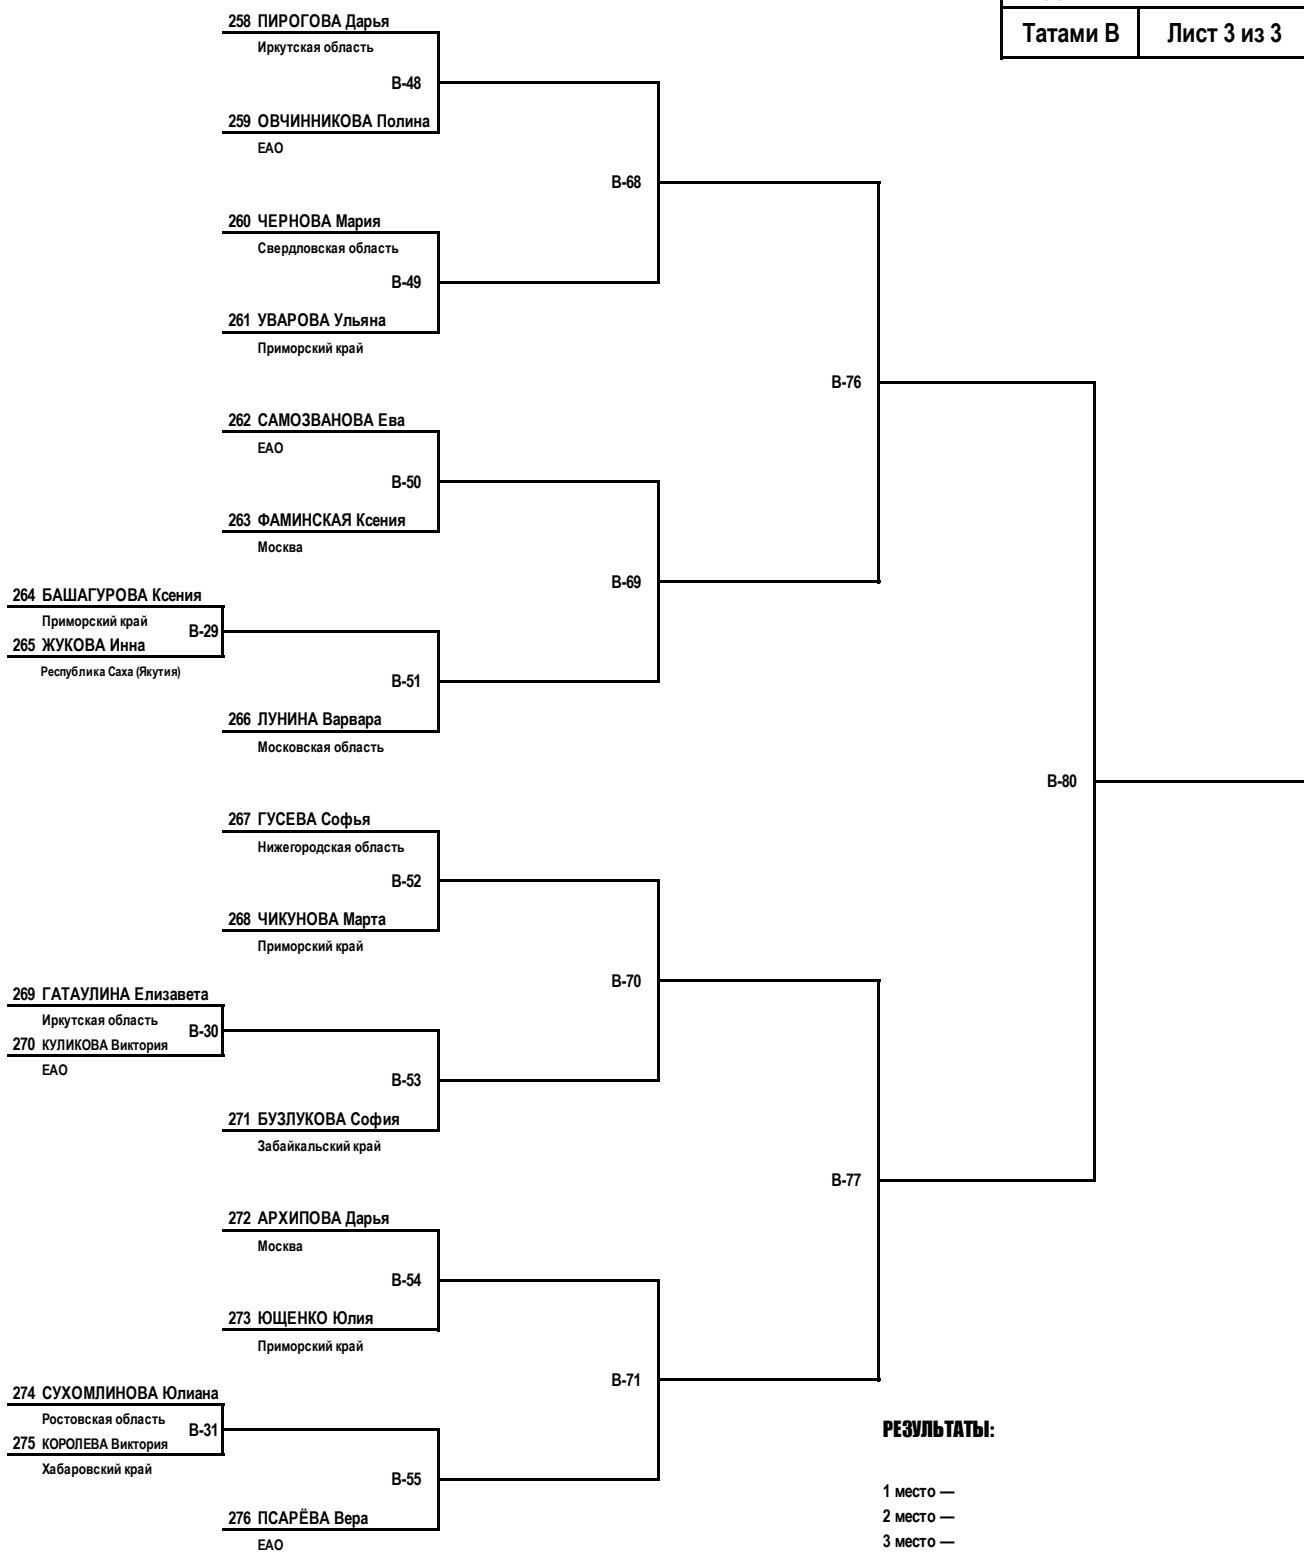 Татами В Лист 3 из 3
258 ПИРОГОВА Дарья
Иркутская область
В-48
259 ОВЧИННИКОВА Полина
ЕАО
В-68
260 ЧЕРНОВА Мария
Свердловская область
В-49
261 УВАРОВА Ульяна
Приморский край
В-76
262 САМОЗВАНОВА Ева
ЕАО
В-50
263 ФАМИНСКАЯ Ксения
Москва
В-69
264 БАШАГУРОВА Ксения
Приморский край
В-29
265 ЖУКОВА Инна
Республика Саха (Якутия)
В-51
266 ЛУНИНА Варвара
Московская область
В-80
267 ГУСЕВА Софья
Нижегородская область
В-52
268 ЧИКУНОВА Марта
Приморский край
В-70
269 ГАТАУЛИНА Елизавета
Иркутская область
В-30
270 КУЛИКОВА Виктория
ЕАО
В-53
271 БУЗЛУКОВА София
Забайкальский край
В-77
272 АРХИПОВА Дарья
Москва
В-54
273 ЮЩЕНКО Юлия
Приморский край
В-71
274 СУХОМЛИНОВА Юлиана
Ростовская область
В-31
275 КОРОЛЕВА Виктория
Хабаровский край
В-55
276 ПСАРЁВА Вера
ЕАО
РЕЗУЛЬТАТЫ:
1 место —
2 место —
3 место —